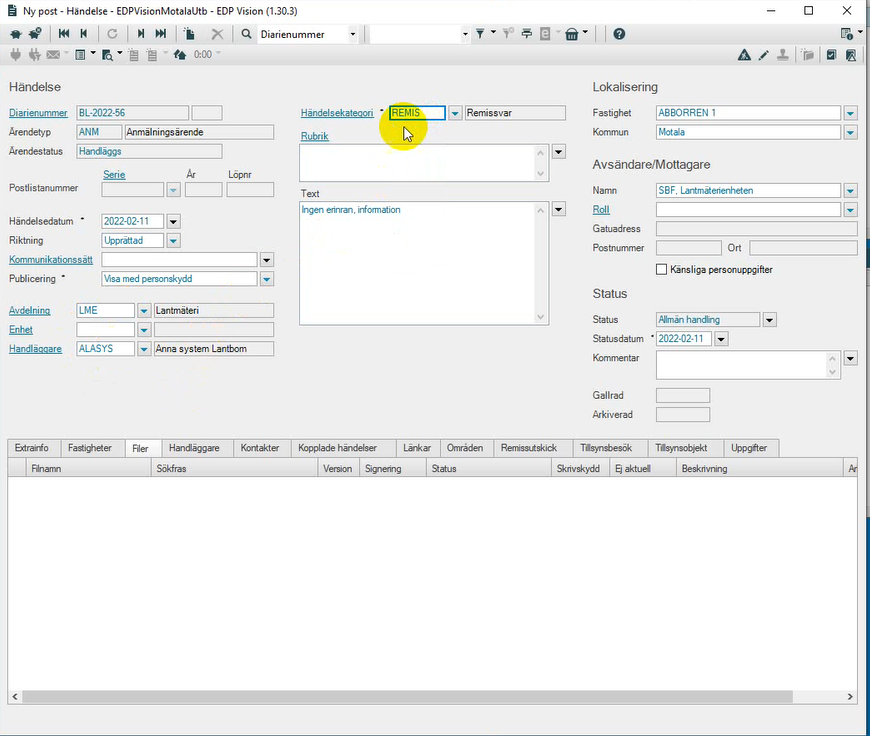 Ny post - Händelse - EDPVisionMotalaUtb - EDP Vision (1.30.3)
Diarienummer
0:00
Händelse
Diarienummer BL-2022-56
Ärendetyp ANM Anmälningsärende
Ärendestatus Handläggs
Serie År Löpnr
Postlistanummer
Händelsedatum * 2022-02-11
Riktning Upprättad
Kommunikationssätt
Publicering * Visa med personskydd
Avdelning LME Lantmäteri
Enhet
Handläggare ALASYS Anna system Lantbom
Händelsekategori * REMIS Remissvar
Rubrik
Text
Ingen erinran, information
Lokalisering
Fastighet ABBORREN 1
Kommun Motala
Avsändare/Mottagare
Namn SBF, Lantmäterienheten
Roll
Gatuadress
Postnummer Ort
Känsliga personuppgifter
Status
Status Allmän handling
Statusdatum * 2022-02-11
Kommentar
Gallrad
Arkiverad
Extrainfo Fastigheter Filer Handläggare Kontakter Kopplade händelser Länkar Områden Remissutskick Tillsynsbesök Tillsynsobjekt Uppgifter
Filnamn Sökfras Version Signering Status Skrivskydd Ej aktuell Beskrivning Ar